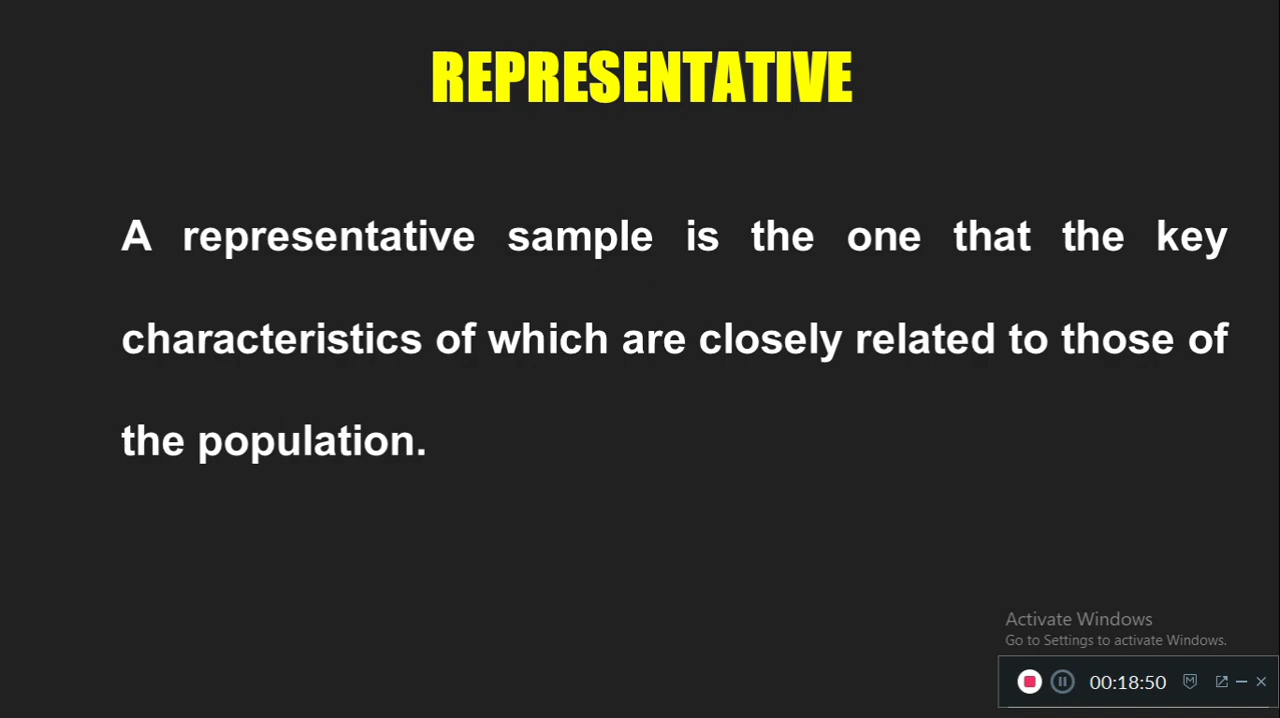 REPRESENTATIVE
A representative sample is the one that the key
characteristics of which are closely related to those of
the population.
Activate Windows
Go to Settings to activate Windows.
00:18:50